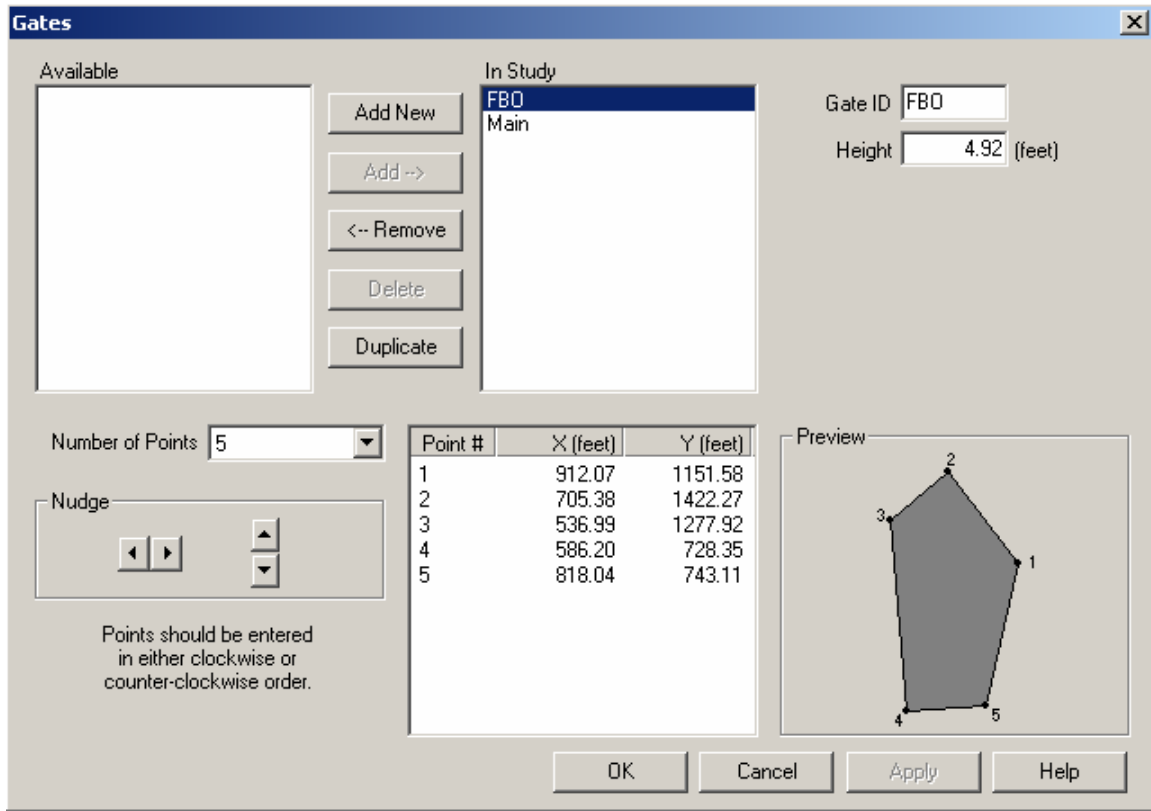 Gates
Available
In Study
Add New
Add -->
<-- Remove
Delete
Duplicate
FBO
Main
Gate ID FBO
Height 4.92 (feet)
Number of Points 5
Nudge
Points should be entered
in either clockwise or
counter-clockwise order.
Point # X (feet) Y (feet)
1 912.07 1151.58
2 705.38 1422.27
3 536.99 1277.92
4 586.20 728.35
5 818.04 743.11
Preview
2
3
1
4
5
OK Cancel Apply Help